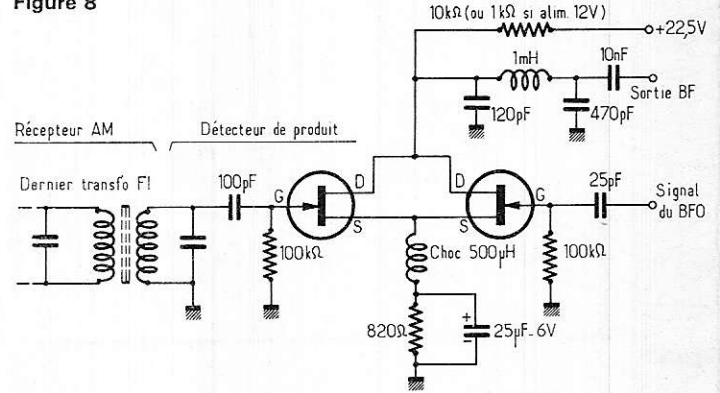 Figure 8
10kΩ (ou 1kΩ si alim. 12V)
+22,5V
1mH
10nF
Sortie BF
120pF
470pF
Récepteur AM
Détecteur de produit
Dernier transfo FI
100pF
G
D
S
D
S
G
25pF
Signal
du BFO
100kΩ
Choc 500µH
100kΩ
820Ω
+
-
25µF-6V